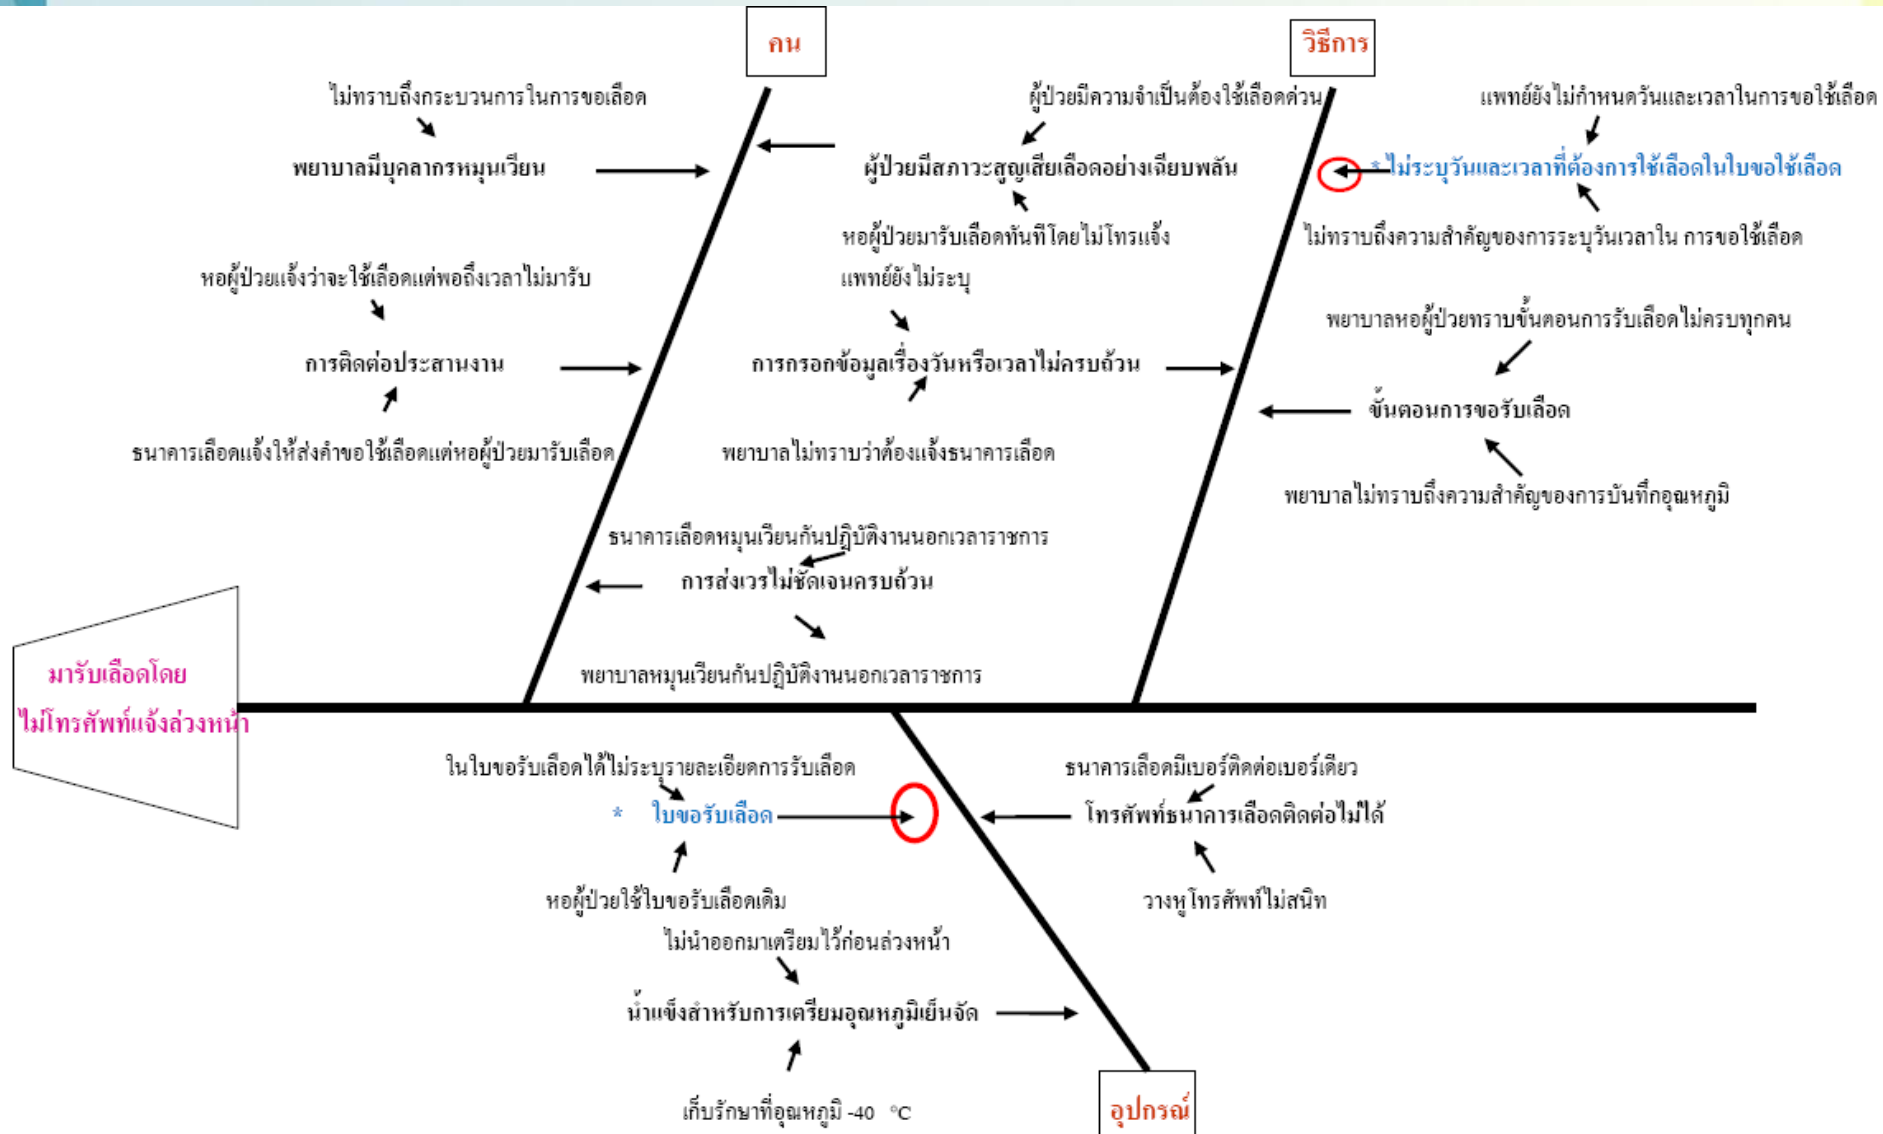 คน
วิธีการ
ไม่ทราบถึงกระบวนการในการขอเลือด
ผู้ป่วยมีความจำเป็นต้องใช้เลือดด่วน
แพทย์ยังไม่กำหนดวันและเวลาในการขอใช้เลือด
พยาบาลมีบุคลากรหมุนเวียน
ผู้ป่วยมีสภาวะสูญเสียเลือดอย่างเฉียบพลัน
* ไม่ระบุวันและเวลาที่ต้องการใช้เลือดในใบขอใช้เลือด
หอผู้ป่วยมารับเลือดทันทีโดยไม่โทรแจ้ง
ไม่ทราบถึงความสำคัญของการระบุวันเวลาใน การขอใช้เลือด
หอผู้ป่วยแจ้งว่าจะใช้เลือดแต่พอถึงเวลาไม่มารับ
แพทย์ยังไม่ระบุ
พยาบาลหอผู้ป่วยทราบขั้นตอนการรับเลือดไม่ครบทุกคน
การติดต่อประสานงาน
การกรอกข้อมูลเรื่องวันหรือเวลาไม่ครบถ้วน
ขั้นตอนการขอรับเลือด
ธนาคารเลือดแจ้งให้ส่งคำขอใช้เลือดแต่หอผู้ป่วยมารับเลือด
พยาบาลไม่ทราบว่าต้องแจ้งธนาคารเลือด
พยาบาลไม่ทราบถึงความสำคัญของการบันทึกอุณหภูมิ
ธนาคารเลือดหมุนเวียนกันปฏิบัติงานนอกเวลาราชการ
การส่งเวรไม่ชัดเจนครบถ้วน
พยาบาลหมุนเวียนกันปฏิบัติงานนอกเวลาราชการ
มารับเลือดโดย
ไม่โทรศัพท์แจ้งล่วงหน้า
ในใบขอรับเลือดได้ไม่ระบุรายละเอียดการรับเลือด
ธนาคารเลือดมีเบอร์ติดต่อเบอร์เดียว
* ใบขอรับเลือด
โทรศัพท์ธนาคารเลือดติดต่อไม่ได้
หอผู้ป่วยใช้ใบขอรับเลือดเดิม
วางหูโทรศัพท์ไม่สนิท
ไม่นำออกมาเตรียมไว้ก่อนล่วงหน้า
น้ำแข็งสำหรับการเตรียมอุณหภูมิเย็นจัด
เก็บรักษาที่อุณหภูมิ -40 °C
อุปกรณ์